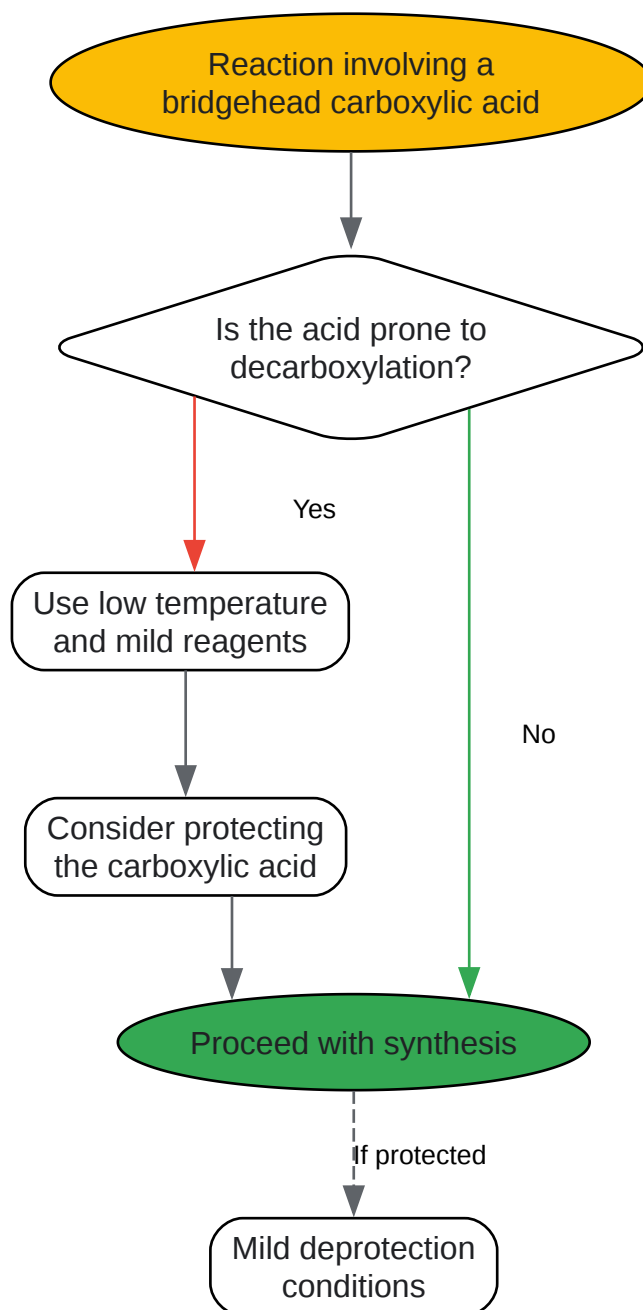 Reaction involving a
bridgehead carboxylic acid
Is the acid prone to
decarboxylation?
Yes
Use low temperature
and mild reagents
No
Consider protecting
the carboxylic acid
Proceed with synthesis
If protected
Mild deprotection
conditions